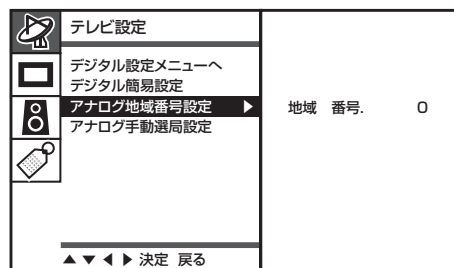 テレビ設定
デジタル設定メニューへ
デジタル簡易設定
アナログ地域番号設定 ▶
アナログ手動選局設定
地域 番号. 0
▲ ▼ ◀ ▶ 決定 戻る